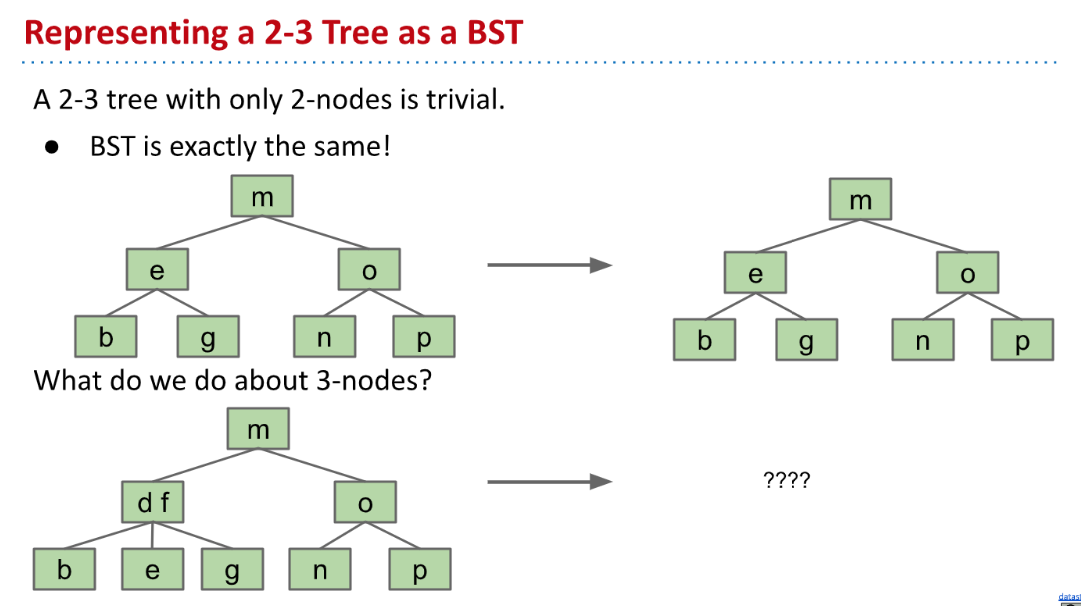 Representing a 2-3 Tree as a BST
A 2-3 tree with only 2-nodes is trivial.
● BST is exactly the same!
m
e o
b g n p
m
e o
b g n p
What do we do about 3-nodes?
m
d f o
b e g n p
????
datast